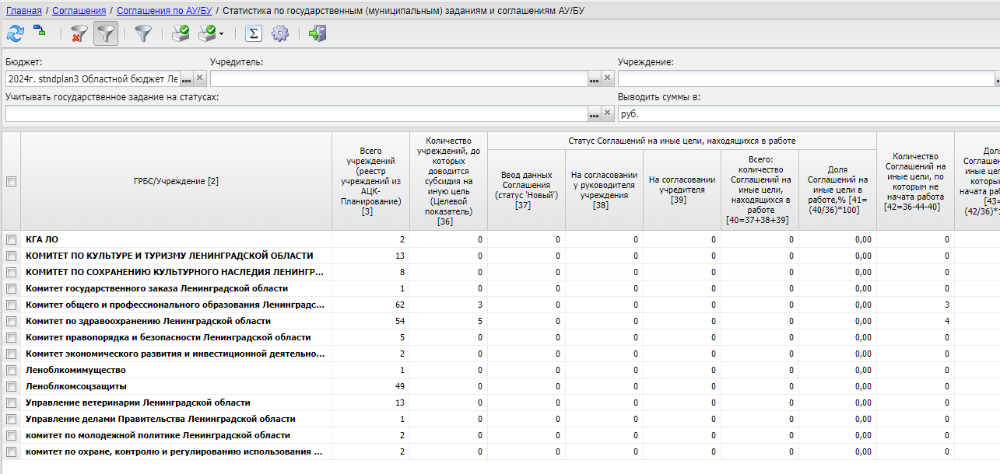 Главная / Соглашения / Соглашения по АУ/БУ / Статистика по государственным (муниципальным) заданиям и соглашениям АУ/БУ
Бюджет: Учредитель: Учреждение:
2024г. stndplan3 Областной бюджет Ле
Учитывать государственное задание на статусах: Выводить суммы в:
руб.
ГРБС/Учреждение [2]
Всего
учреждений
(реестр
учреждений из
АЦК-
Планирование)
[3]
Количество
учреждений, до
которых
доводится
субсидия на
иную цель
(Целевой
показатель)
[36]
Статус Соглашений на иные цели, находящихся в работе
Ввод данных
Соглашения
(статус 'Новый')
[37]
На согласовании
у руководителя
учреждения
[38]
На согласовании
учредителя
[39]
Всего:
количество
Соглашений на
иные цели,
находящихся в
работе
[40=37+38+39]
Доля
Соглашений на
иные цели в
работе,% [41=
(40/36)*100]
Количество
Соглашений на
иные цели, по
которым не
начата работа
[42=36-44-40]
Доля
Соглашен
иные цел
которы
начата раб
[43=
(42/36)*1
КГА ЛО 2 0 0 0 0 0 0,00 0
КОМИТЕТ ПО КУЛЬТУРЕ И ТУРИЗМУ ЛЕНИНГРАДСКОЙ ОБЛАСТИ 13 0 0 0 0 0 0,00 0
КОМИТЕТ ПО СОХРАНЕНИЮ КУЛЬТУРНОГО НАСЛЕДИЯ ЛЕНИНГР... 8 0 0 0 0 0 0,00 0
Комитет государственного заказа Ленинградской области 1 0 0 0 0 0 0,00 0
Комитет общего и профессионального образования Ленинградс... 62 3 0 0 0 0 0,00 3
Комитет по здравоохранению Ленинградской области 54 5 0 0 0 0 0,00 4
Комитет правопорядка и безопасности Ленинградской области 5 0 0 0 0 0 0,00 0
Комитет экономического развития и инвестиционной деятельно... 2 0 0 0 0 0 0,00 0
Леноблкомимущество 1 0 0 0 0 0 0,00 0
Леноблкомсоцзащиты 49 0 0 0 0 0 0,00 0
Управление ветеринарии Ленинградской области 13 0 0 0 0 0 0,00 0
Управление делами Правительства Ленинградской области 1 0 0 0 0 0 0,00 0
комитет по молодежной политике Ленинградской области 2 0 0 0 0 0 0,00 0
комитет по охране, контролю и регулированию использования ... 2 0 0 0 0 0 0,00 0